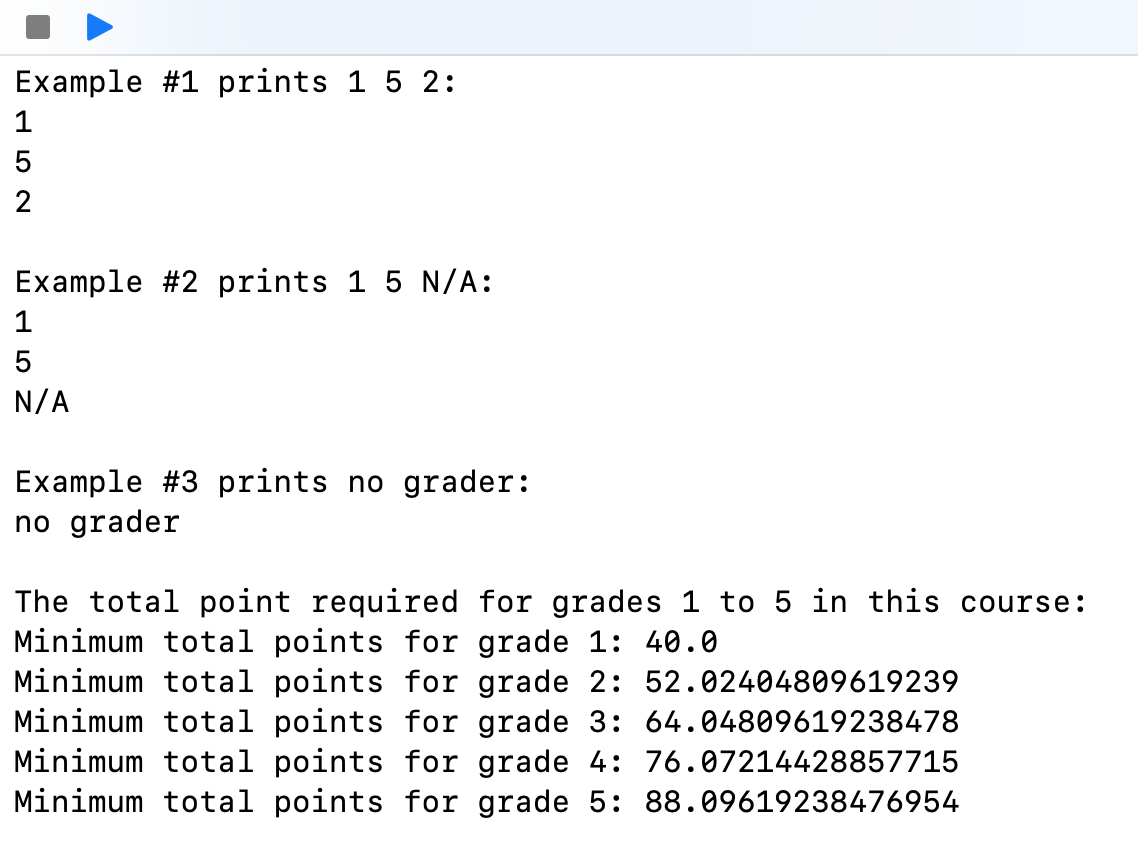 Example #1 prints 1 5 2:
1
5
2
Example #2 prints 1 5 N/A:
1
5
N/A
Example #3 prints no grader:
no grader
The total point required for grades 1 to 5 in this course:
Minimum total points for grade 1: 40.0
Minimum total points for grade 2: 52.02404809619239
Minimum total points for grade 3: 64.04809619238478
Minimum total points for grade 4: 76.07214428857715
Minimum total points for grade 5: 88.09619238476954